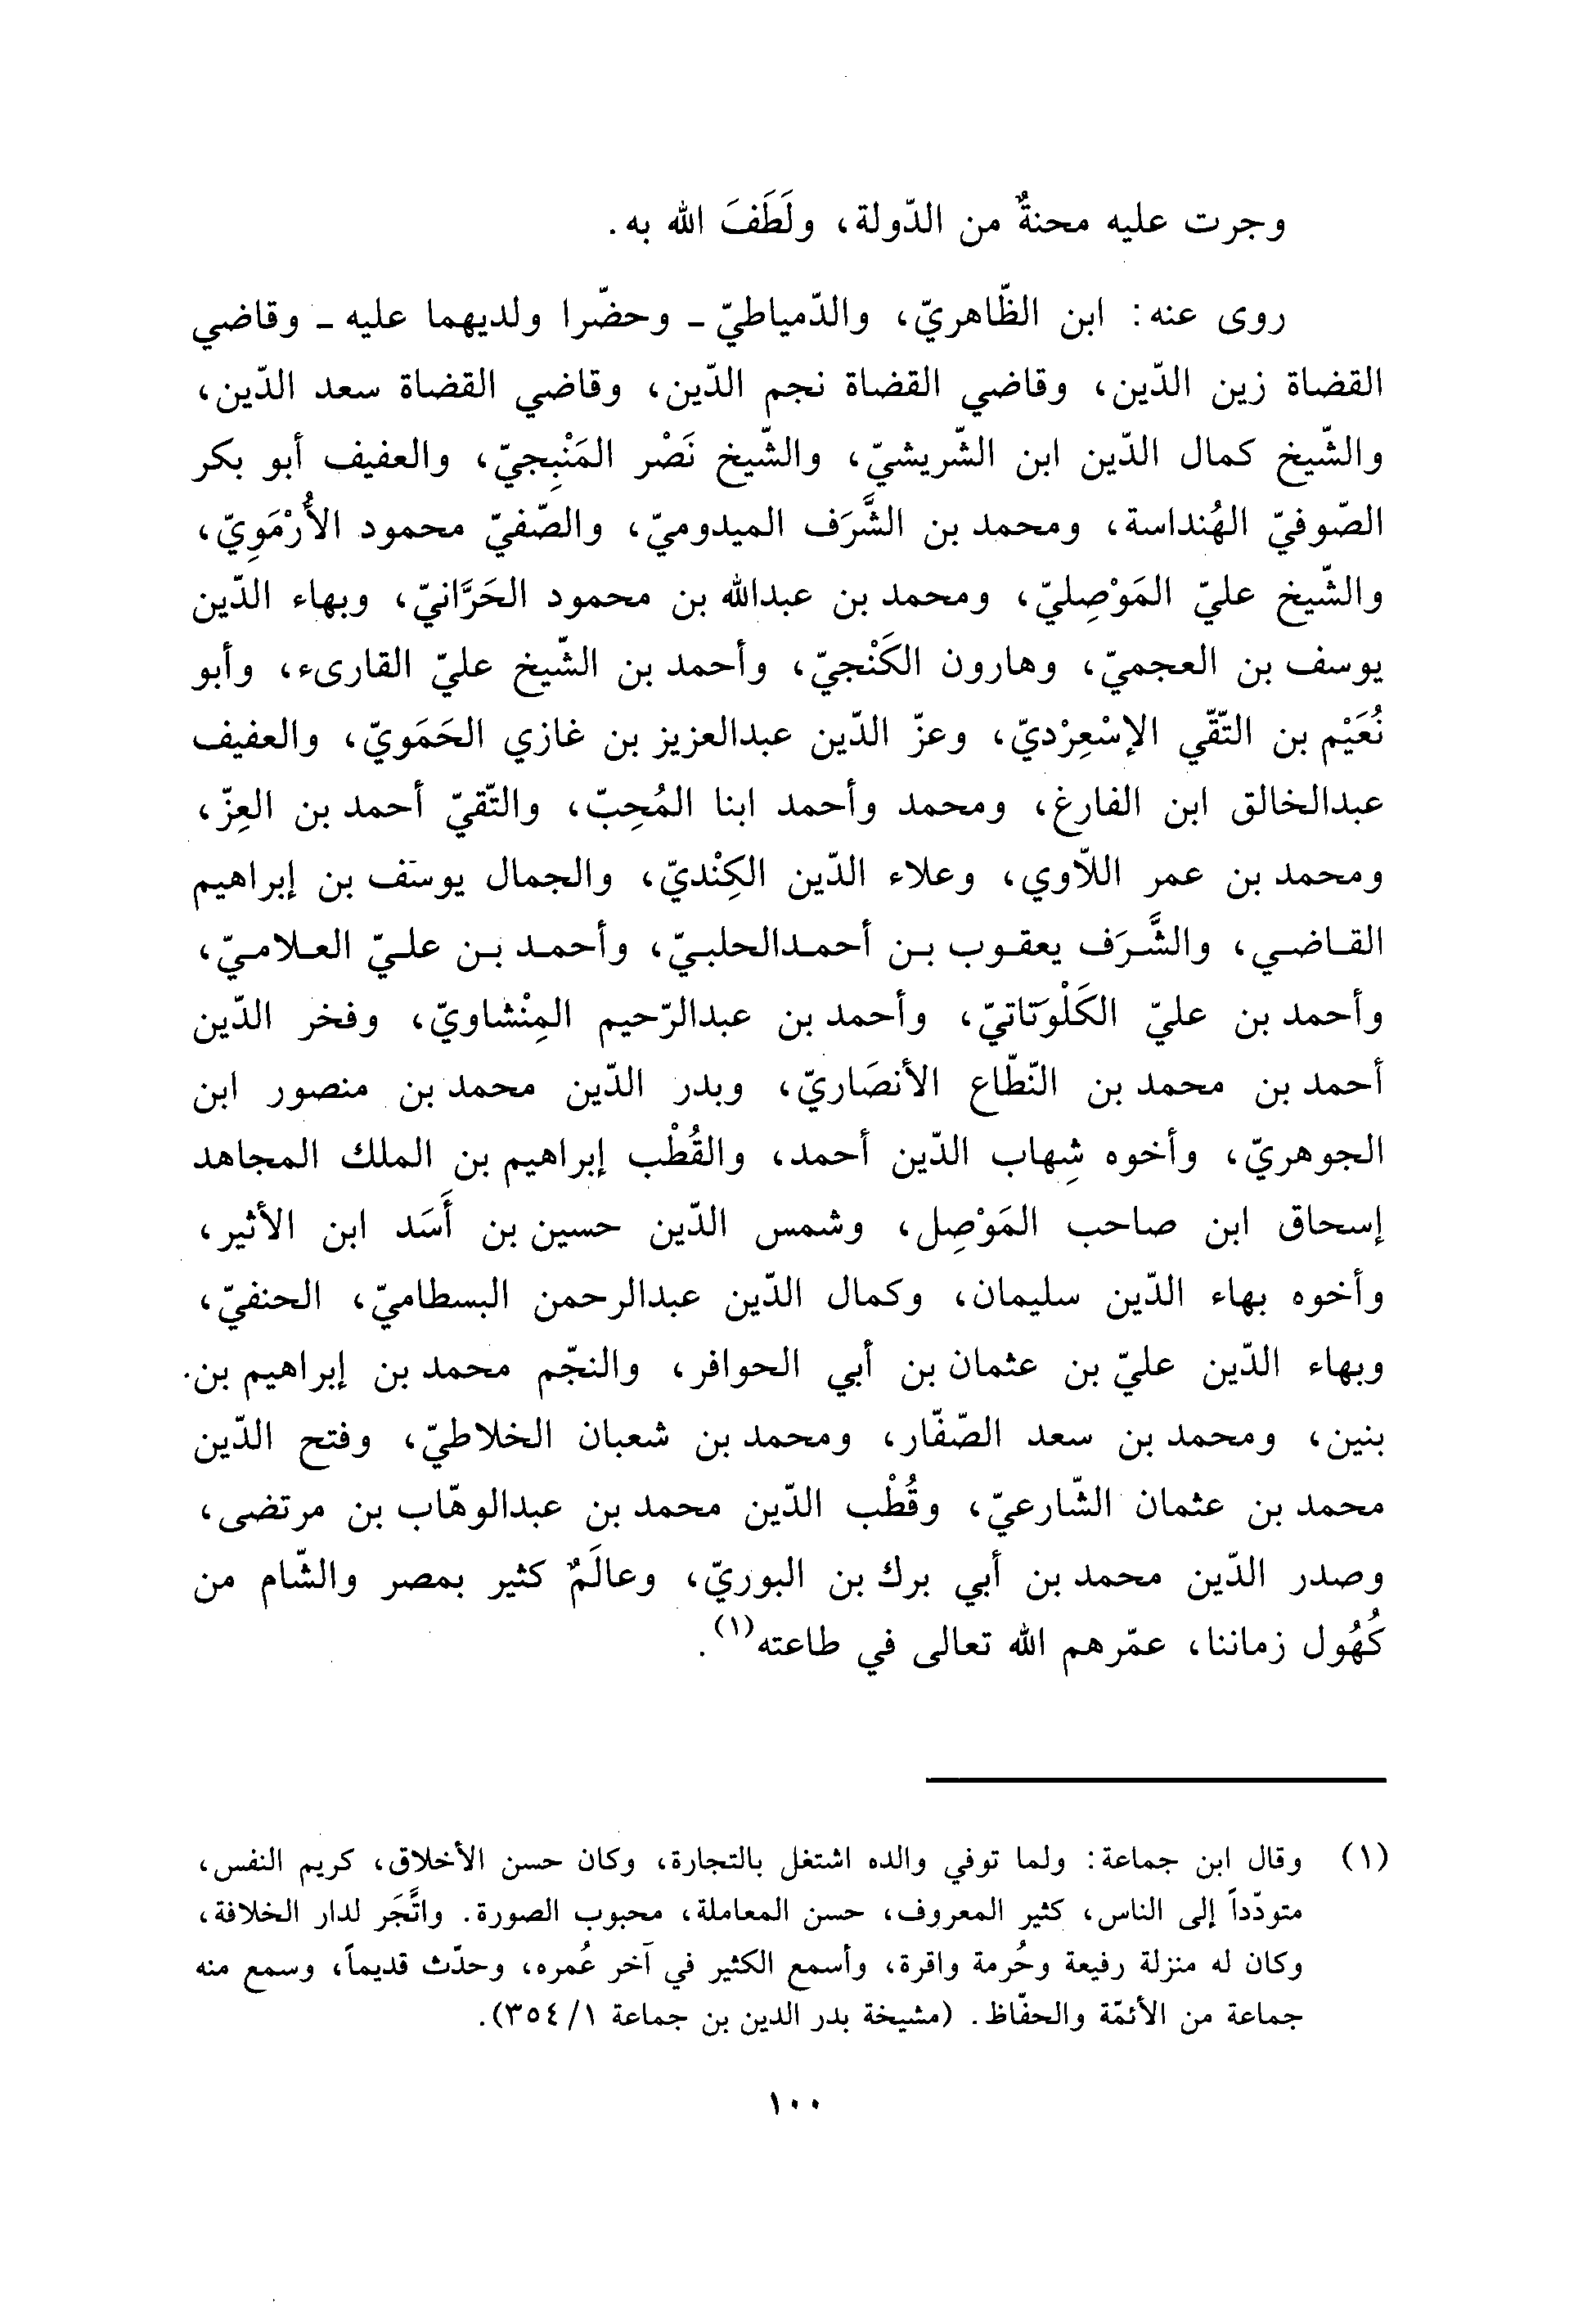 وجرت عليه محنةٌ من الدّولة، ولَطَفَ الله به.
روى عنه: ابن الظّاهريّ، والدّمياطيّ - وحضّرا ولديهما عليه - وقاضي
القضاة زين الدّين، وقاضي القضاة نجم الدّين، وقاضي القضاة سعد الدّين،
والشّيخ كمال الدّين ابن الشّريشيّ، والشّيخ نَصْر المَنْبِجيّ، والعفيف أبو بكر
الصّوفيّ الهُنداسة، ومحمد بن الشَّرَف الميدوميّ، والصّفيّ محمود الأُرْمَوِيّ،
والشّيخ عليّ المَوْصِليّ، ومحمد بن عبدالله بن محمود الحَرَّانيّ، وبهاء الدّين
يوسف بن العجميّ، وهارون الكَنْجيّ، وأحمد بن الشّيخ عليّ القارىء، وأبو
نُعَيْم بن التّقّي الإسْعِرْديّ، وعزّ الدّين عبدالعزيز بن غازي الحَمَويّ، والعفيف
عبدالخالق ابن الفارغ، ومحمد وأحمد ابنا المُحِبّ، والتّقيّ أحمد بن العِزّ،
ومحمد بن عمر اللّاوي، وعلاء الدّين الكِنْديّ، والجمال يوسف بن إبراهيم
القاضي، والشَّرَف يعقوب بن أحمدالحلبيّ، وأحمد بن عليّ العلاميّ،
وأحمد بن عليّ الكَلْوَتاتيّ، وأحمد بن عبدالرّحيم المِنْشاويّ، وفخر الدّين
أحمد بن محمد بن النّطّاع الأنصَاريّ، وبدر الدّين محمد بن منصور ابن
الجوهريّ، وأخوه شِهاب الدّين أحمد، والقُطْب إبراهيم بن الملك المجاهد
إسحاق ابن صاحب المَوْصِل، وشمس الدّين حسين بن أَسَد ابن الأثير،
وأخوه بهاء الدّين سليمان، وكمال الدّين عبدالرحمن البسطاميّ، الحنفيّ،
وبهاء الدّين عليّ بن عثمان بن أبي الحوافر، والنجّم محمد بن إبراهيم بن
بنين، ومحمد بن سعد الصّفّار، ومحمد بن شعبان الخلاطيّ، وفتح الدّين
محمد بن عثمان الشّارعيّ، وقُطْب الدّين محمد بن عبدالوهّاب بن مرتضى،
وصدر الدّين محمد بن أبي برك بن البوريّ، وعالَمٌ كثير بمصر والشّام من
كُهُول زماننا، عمّرهم الله تعالى في طاعته(١).
(١) وقال ابن جماعة: ولما توفي والده اشتغل بالتجارة، وكان حسن الأخلاق، كريم النفس،
متودّداً إلى الناس، كثير المعروف، حسن المعاملة، محبوب الصورة. واتَّجَر لدار الخلافة،
وكان له منزلة رفيعة وحُرمة واقرة، وأسمع الكثير في آخر عُمره، وحدّث قديماً، وسمع منه
جماعة من الأئمّة والحفّاظ. (مشيخة بدر الدين بن جماعة ١/ ٣٥٤).
١٠٠